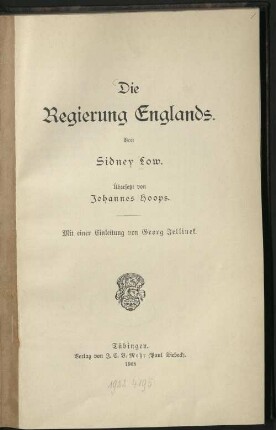 Die
Regierung Englands.
Von
Sidney Low.
Übersetzt von
Johannes Hoops.
Mit einer Einleitung von Georg Jellinek.
Tübingen.
Verlag von J. C. B. Mohr (Paul Siebeck).
1908